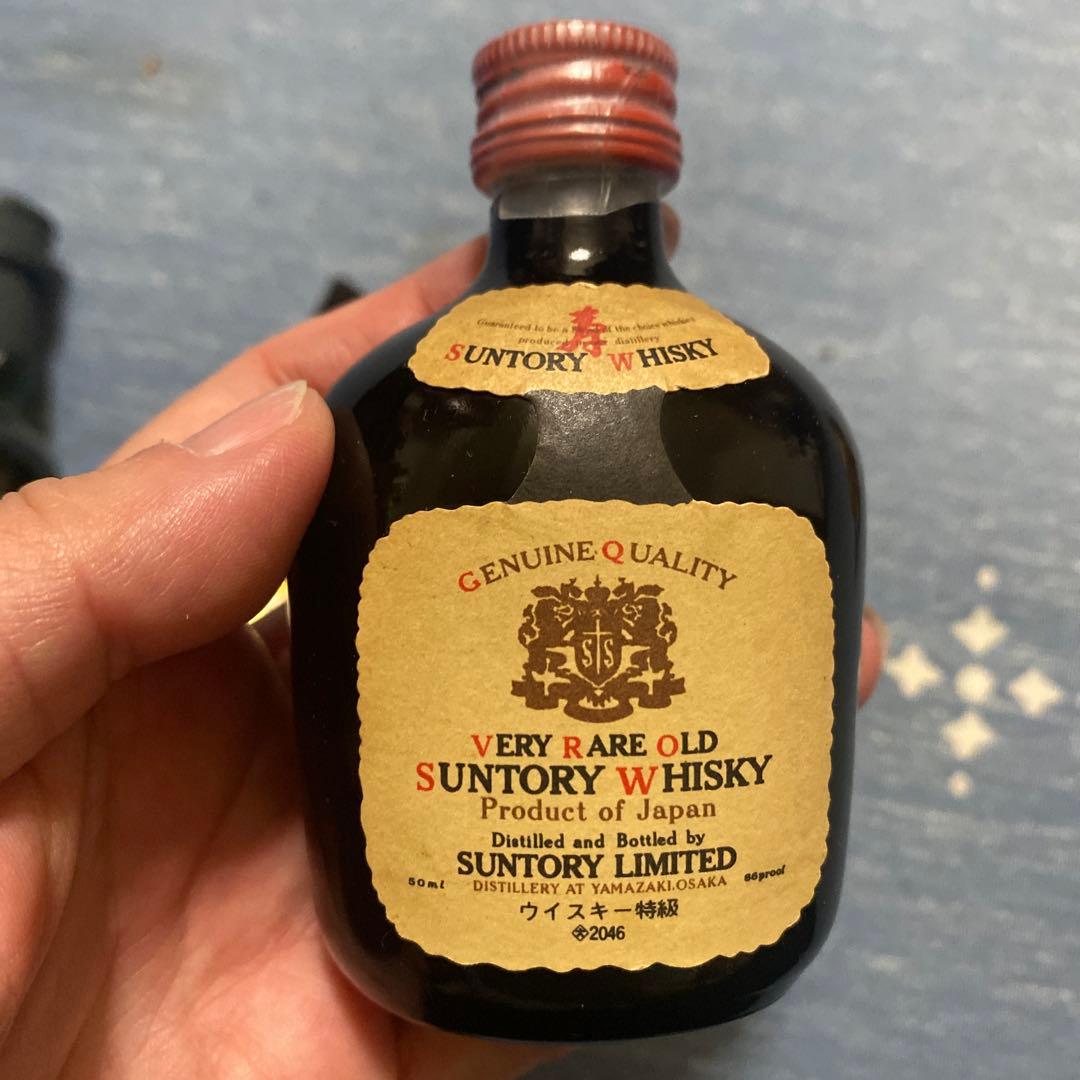 寿
Guaranteed to be a of the choice whiskies
produced distillery
SUNTORY WHISKY
GENUINE QUALITY
S S
VERY RARE OLD
SUNTORY WHISKY
Product of Japan
Distilled and Bottled by
SUNTORY LIMITED
50ml DISTILLERY AT YAMAZAKI.OSAKA 86proof
ウイスキー特級
2046